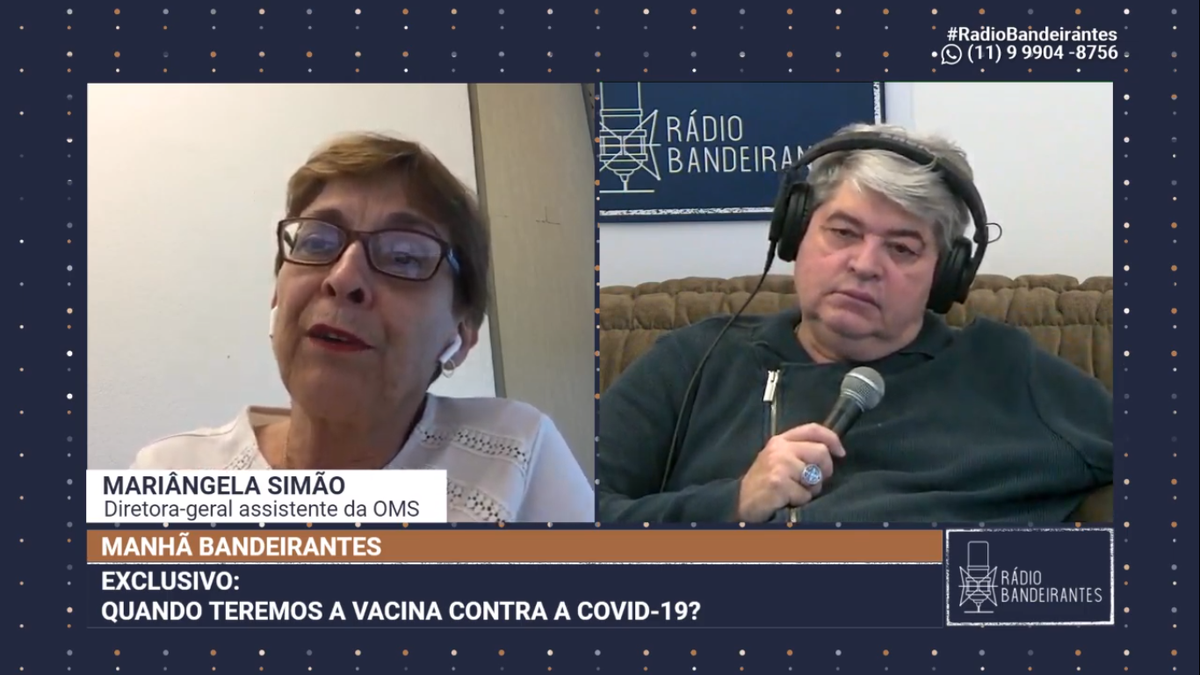 #RadioBandeirantes
(11) 9 9904 -8756
RÁDIO
BANDEIRAN
MARIÂNGELA SIMÃO
Diretora-geral assistente da OMS
MANHÃ BANDEIRANTES
EXCLUSIVO:
QUANDO TEREMOS A VACINA CONTRA A COVID-19?
RÁDIO
BANDEIRANTES